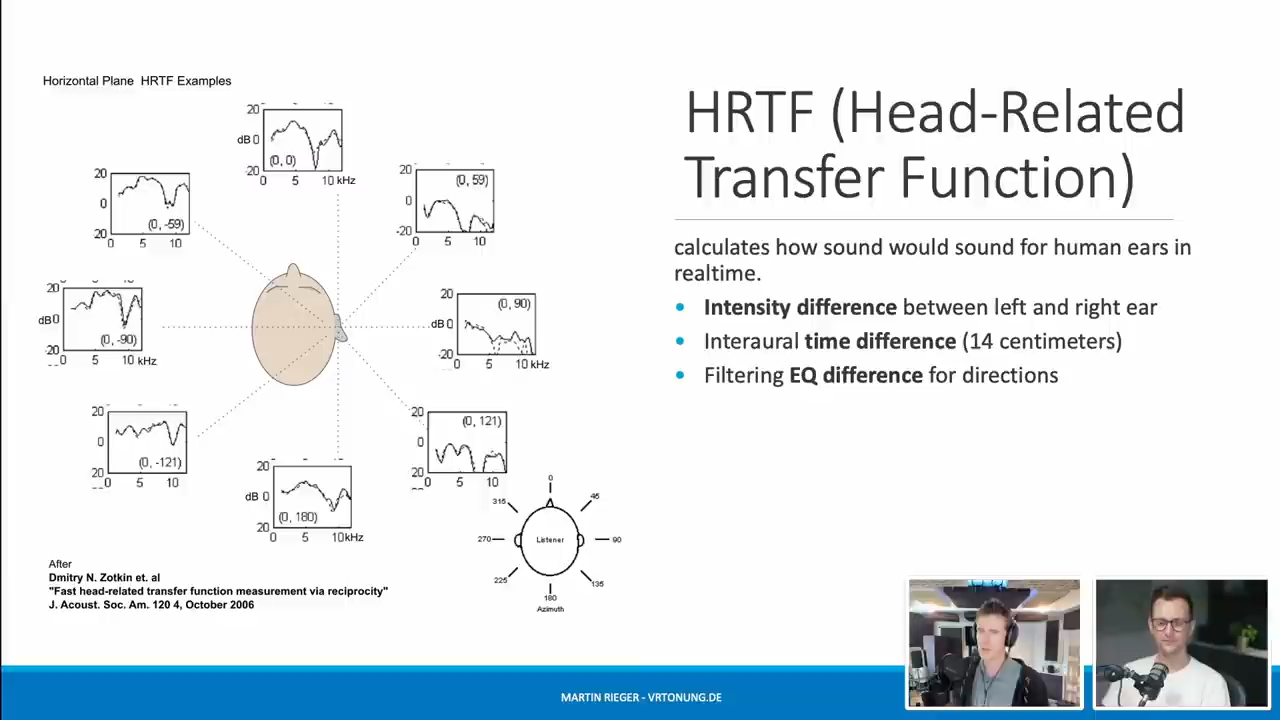 Horizontal Plane  HRTF Examples
20
dB 0
20
(0, 0)
0 5 10 kHz
20
0
20
(0, -59)
0 5 10
20
0
-20
(0, 59)
0 5 10
20
dB 0
20
(0, -90)
0 5 10 kHz
20
dB 0
-20
(0, 90)
0 5 10 kHz
20
0
20
(0, -121)
0 5 10
20
0
20
(0, 121)
0 5 10
20
dB 0
20
(0, 180)
0 5 10kHz
0
315
45
270
Listener
90
225
135
180
Azimuth
After
Dmitry N. Zotkin et. al
"Fast head-related transfer function measurement via reciprocity"
J. Acoust. Soc. Am. 120 4, October 2006
HRTF (Head-Related
Transfer Function)
calculates how sound would sound for human ears in
realtime.
• Intensity difference between left and right ear
• Interaural time difference (14 centimeters)
• Filtering EQ difference for directions
MARTIN RIEGER - VRTONUNG.DE